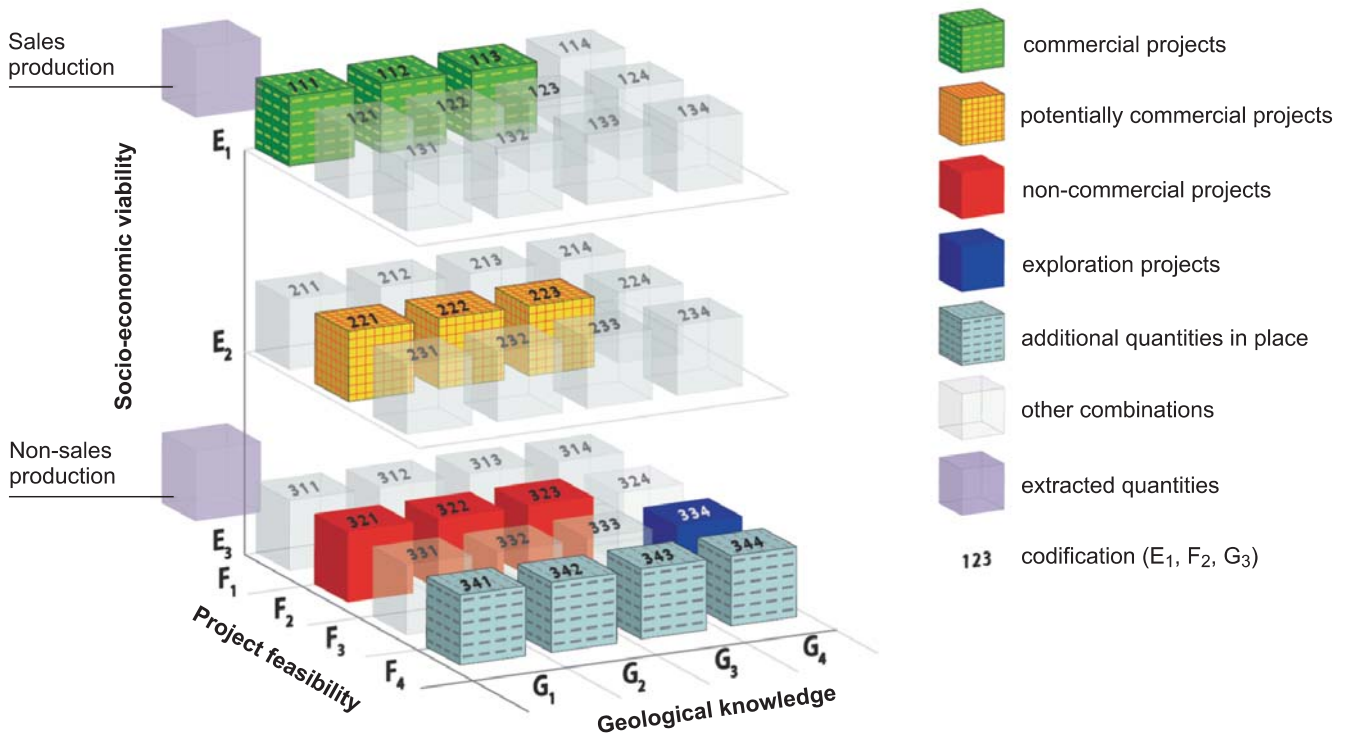 Sales
production
111
112
113
114
121
122
123
124
131
132
133
134
E1
Socio-economic viability
211
212
213
214
221
222
223
224
231
232
233
234
E2
Non-sales
production
311
312
313
314
321
322
323
324
331
332
333
334
341
342
343
344
E3
F1
F2
F3
F4
Project feasibility
G1
G2
G3
G4
Geological knowledge
commercial projects
potentially commercial projects
non-commercial projects
exploration projects
additional quantities in place
other combinations
extracted quantities
123 codification (E1, F2, G3)